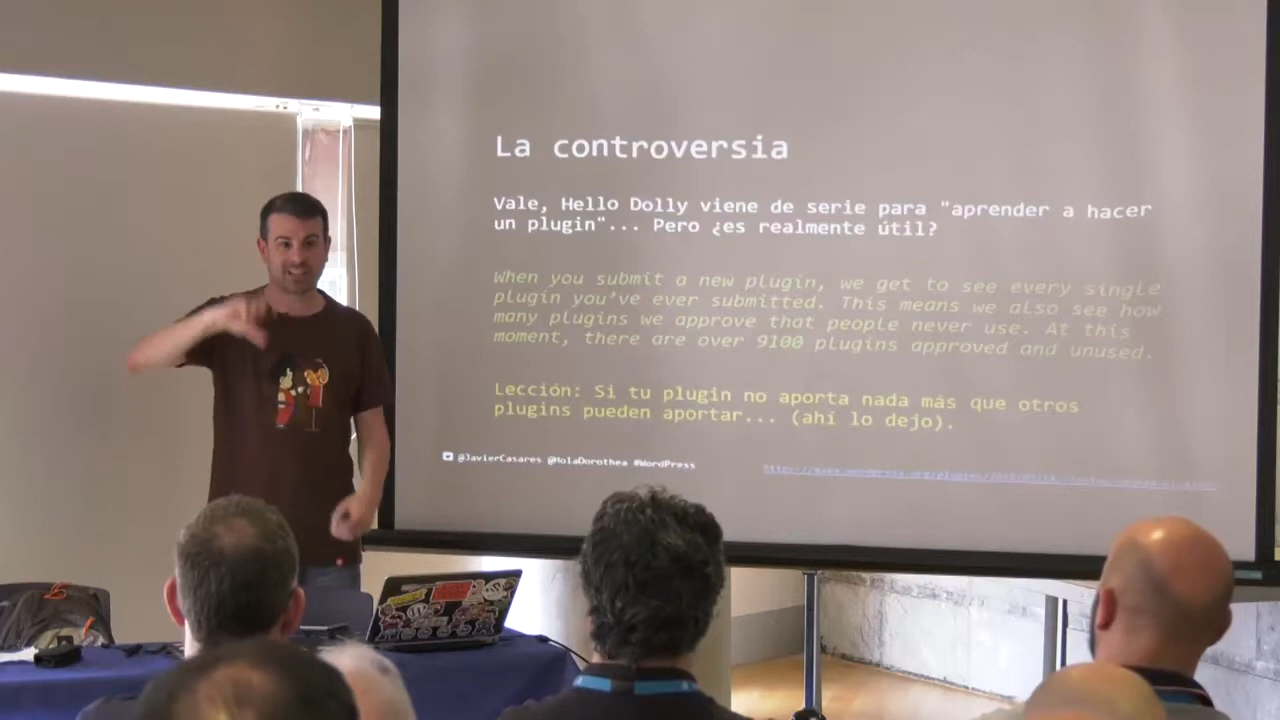 La controversia
Vale, Hello Dolly viene de serie para "aprender a hacer
un plugin"... Pero ¿es realmente útil?
When you submit a new plugin, we get to see every single
plugin you've ever submitted. This means we also see how
many plugins we approve that people never use. At this
moment, there are over 9100 plugins approved and unused.
Lección: Si tu plugin no aporta nada más que otros
plugins pueden aportar... (ahí lo dejo).
@JavierCasares @HolaDorothea #WordPress